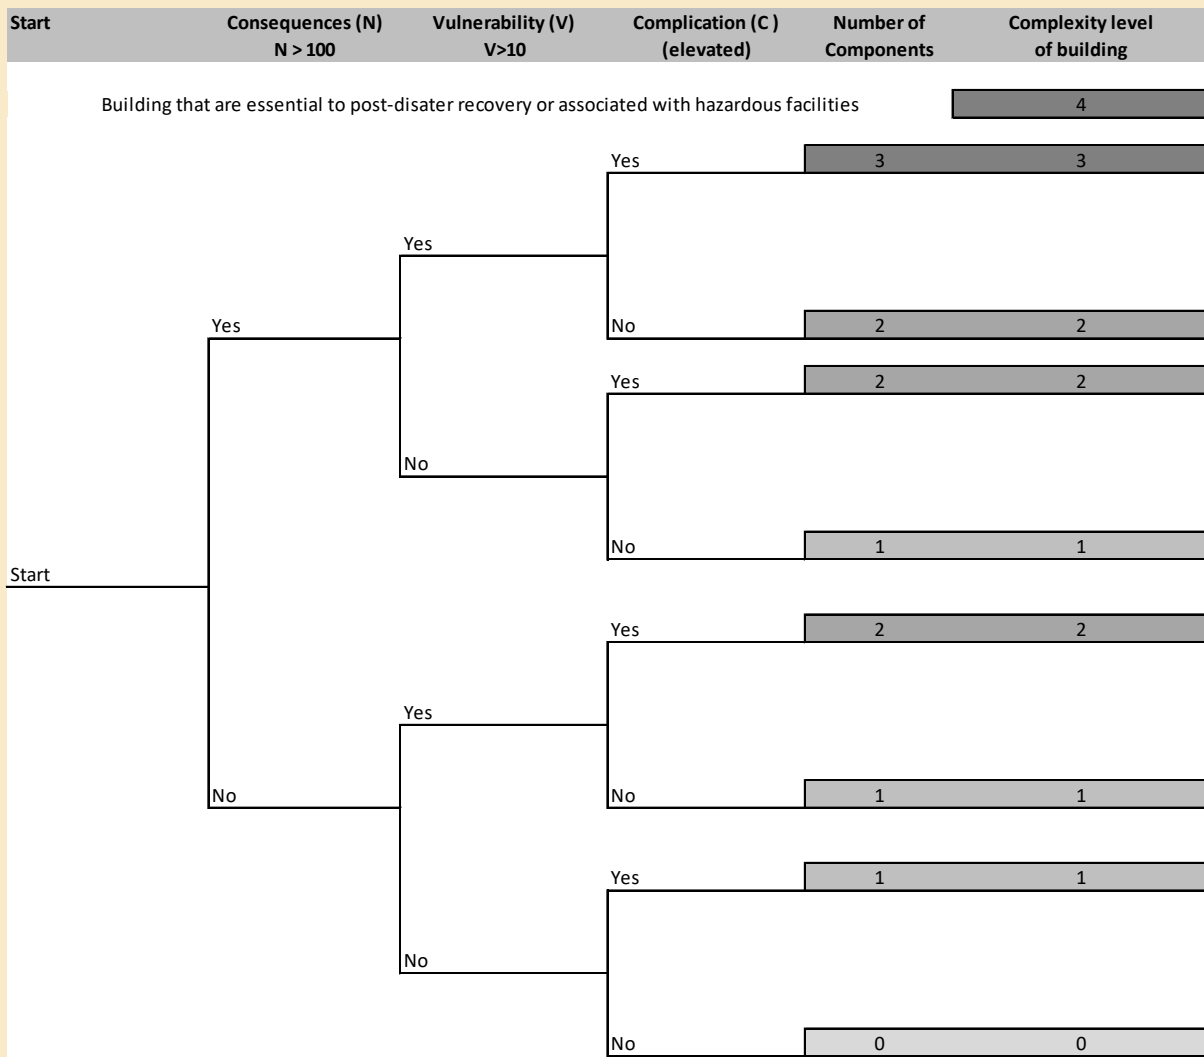 Start Consequences (N) Vulnerability (V) Complication (C ) Number of Complexity level
N > 100 V>10 (elevated) Components of building
Building that are essential to post-disater recovery or associated with hazardous facilities 4
Yes 3 3
Yes
Yes No 2 2
Yes 2 2
No
No 1 1
Start
Yes 2 2
Yes
No No 1 1
Yes 1 1
No
No 0 0